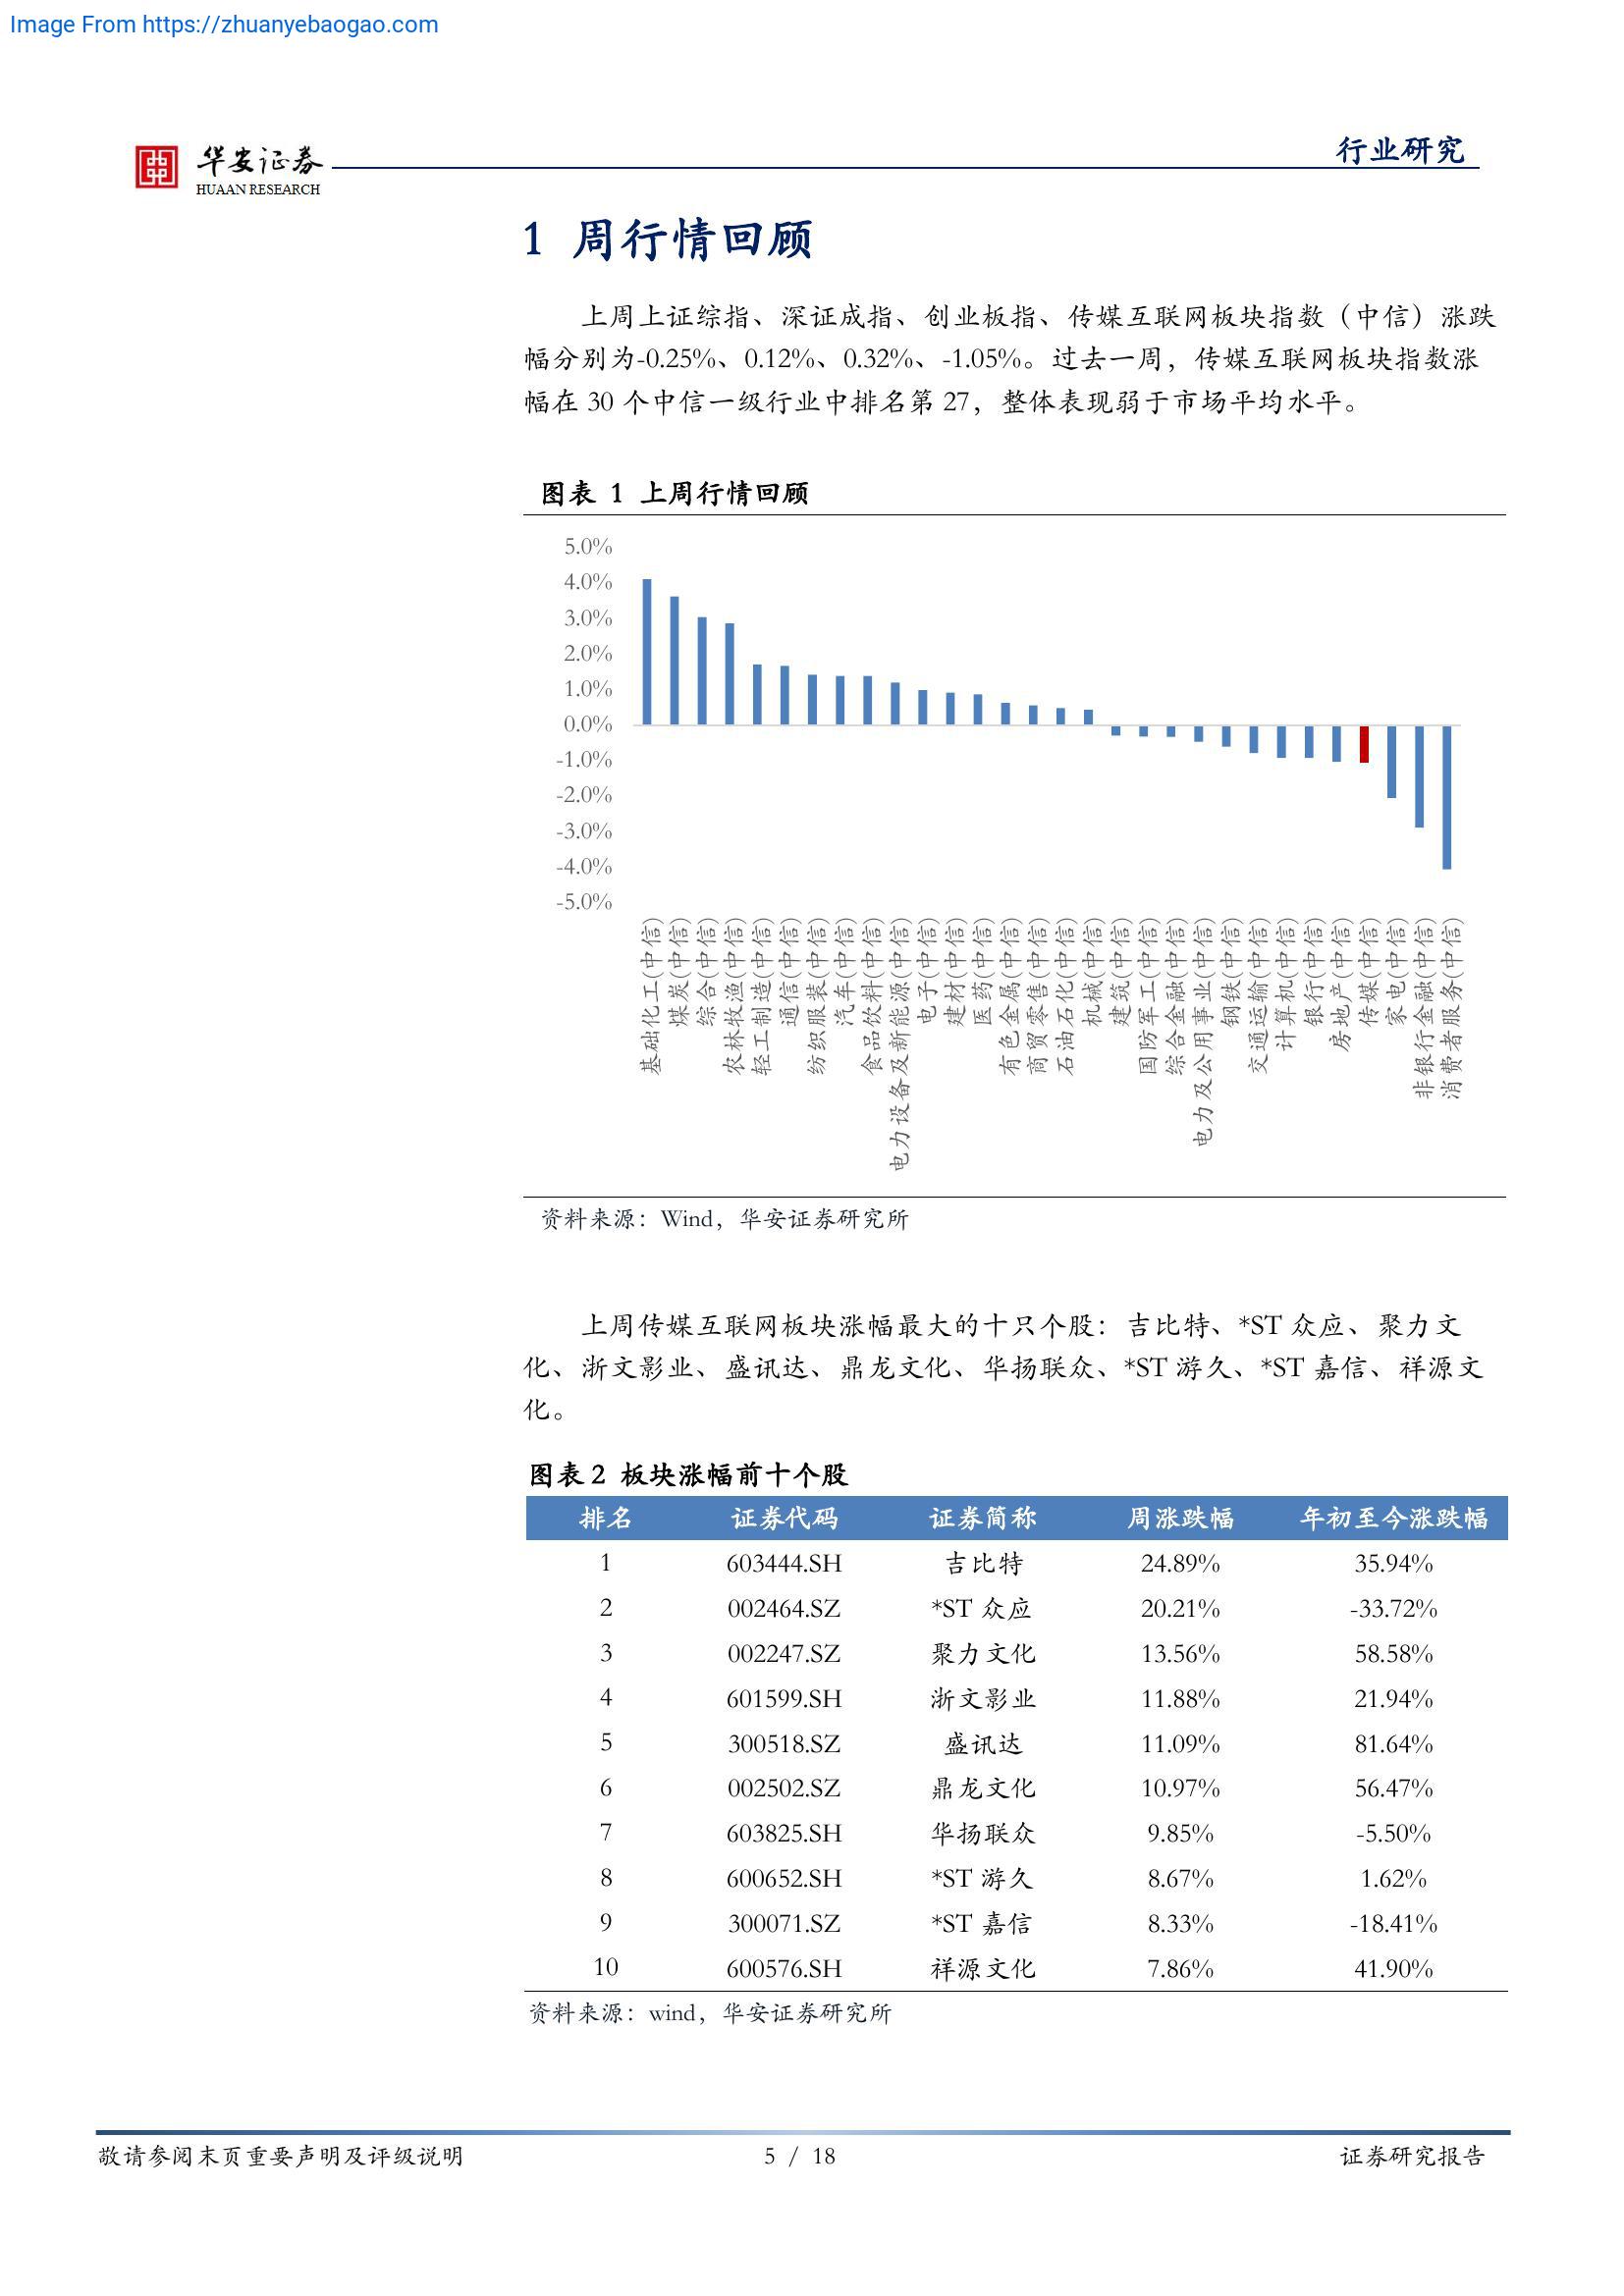 Image From https://zhuanyebaogao.com
华安证券
HUAAN RESEARCH
行业研究
1 周行情回顾
上周上证综指、深证成指、创业板指、传媒互联网板块指数（中信）涨跌
幅分别为-0.25%、0.12%、0.32%、-1.05%。过去一周，传媒互联网板块指数涨
幅在 30 个中信一级行业中排名第 27，整体表现弱于市场平均水平。
图表 1 上周行情回顾
5.0%
4.0%
3.0%
2.0%
1.0%
0.0%
-1.0%
-2.0%
-3.0%
-4.0%
-5.0%
基础化工(中信)
煤炭(中信)
综合(中信)
农林牧渔(中信)
轻工制造(中信)
通信(中信)
纺织服装(中信)
汽车(中信)
食品饮料(中信)
电力设备及新能源(中信)
电子(中信)
建材(中信)
医药(中信)
有色金属(中信)
商贸零售(中信)
石油石化(中信)
机械(中信)
建筑(中信)
国防军工(中信)
综合金融(中信)
电力及公用事业(中信)
钢铁(中信)
交通运输(中信)
计算机(中信)
银行(中信)
房地产(中信)
传媒(中信)
家电(中信)
非银行金融(中信)
消费者服务(中信)
资料来源：Wind，华安证券研究所
上周传媒互联网板块涨幅最大的十只个股：吉比特、*ST 众应、聚力文
化、浙文影业、盛讯达、鼎龙文化、华扬联众、*ST 游久、*ST 嘉信、祥源文
化。
图表 2 板块涨幅前十个股
排名 证券代码 证券简称 周涨跌幅 年初至今涨跌幅
1 603444.SH 吉比特 24.89% 35.94%
2 002464.SZ *ST 众应 20.21% -33.72%
3 002247.SZ 聚力文化 13.56% 58.58%
4 601599.SH 浙文影业 11.88% 21.94%
5 300518.SZ 盛讯达 11.09% 81.64%
6 002502.SZ 鼎龙文化 10.97% 56.47%
7 603825.SH 华扬联众 9.85% -5.50%
8 600652.SH *ST 游久 8.67% 1.62%
9 300071.SZ *ST 嘉信 8.33% -18.41%
10 600576.SH 祥源文化 7.86% 41.90%
资料来源：wind，华安证券研究所
敬请参阅末页重要声明及评级说明 5 / 18 证券研究报告